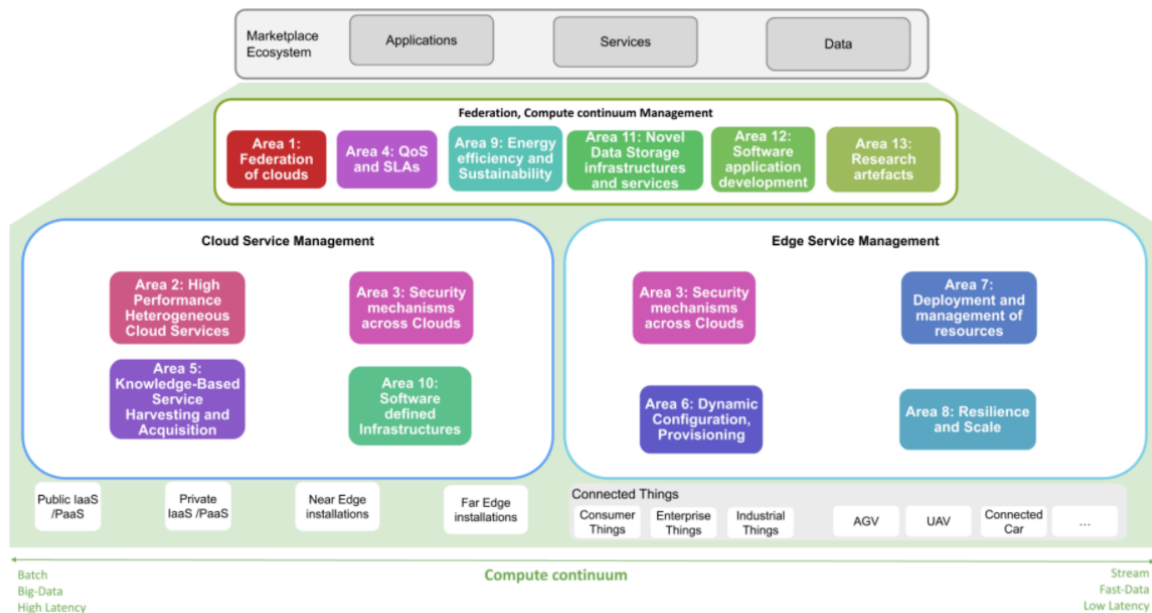 Marketplace
Ecosystem
Applications
Services
Data
Federation, Compute continuum Management
Area 1:
Federation
of clouds
Area 4: QoS
and SLAs
Area 9: Energy
efficiency and
Sustainability
Area 11: Novel
Data Storage
infrastructures
and services
Area 12:
Software
application
development
Area 13:
Research
artefacts
Cloud Service Management
Area 2: High
Performance
Heterogeneous
Cloud Services
Area 3: Security
mechanisms
across Clouds
Area 5:
Knowledge-Based
Service
Harvesting and
Acquisition
Area 10:
Software
defined
Infrastructures
Edge Service Management
Area 3: Security
mechanisms
across Clouds
Area 7:
Deployment and
management of
resources
Area 6: Dynamic
Configuration,
Provisioning
Area 8: Resilience
and Scale
Public IaaS
/PaaS
Private
IaaS /PaaS
Near Edge
installations
Far Edge
installations
Connected Things
Consumer
Things
Enterprise
Things
Industrial
Things
AGV
UAV
Connected
Car
...
Compute continuum
Batch
Big-Data
High Latency
Stream
Fast-Data
Low Latency